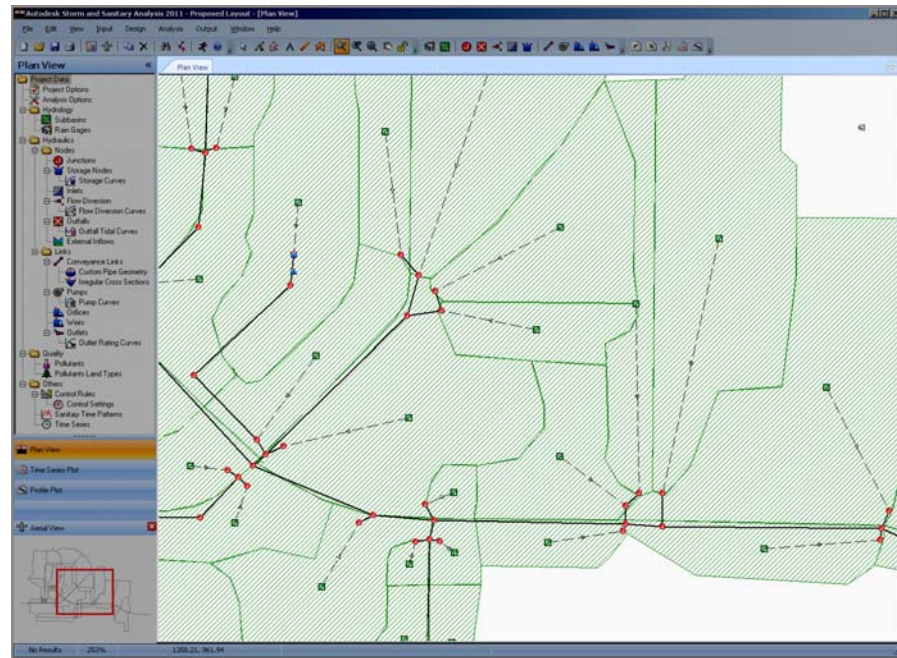 Autodesk Storm and Sanitary Analysis 2011 - Proposed Layout - [Plan View]
File Edit View Input Design Analysis Output Window Help
Plan View «
Plan View
Project Data
Project Options
Analysis Options
Hydrology
Subbasins
Rain Gages
Hydraulics
Nodes
Junctions
Storage Nodes
Storage Curves
Inlets
Flow Diversion
Flow Diversion Curves
Outfalls
Outfall Tidal Curves
External Inflows
Links
Conveyance Links
Custom Pipe Geometry
Irregular Cross Sections
Pumps
Pump Curves
Orifices
Weirs
Outlets
Outlet Rating Curves
Quality
Pollutants
Pollutants Land Types
Others
Control Rules
Control Settings
Sanitary Time Patterns
Time Series
Plan View
Time Series Plot
Profile Plot
Aerial View
No Results 253% 1350.21, 961.94